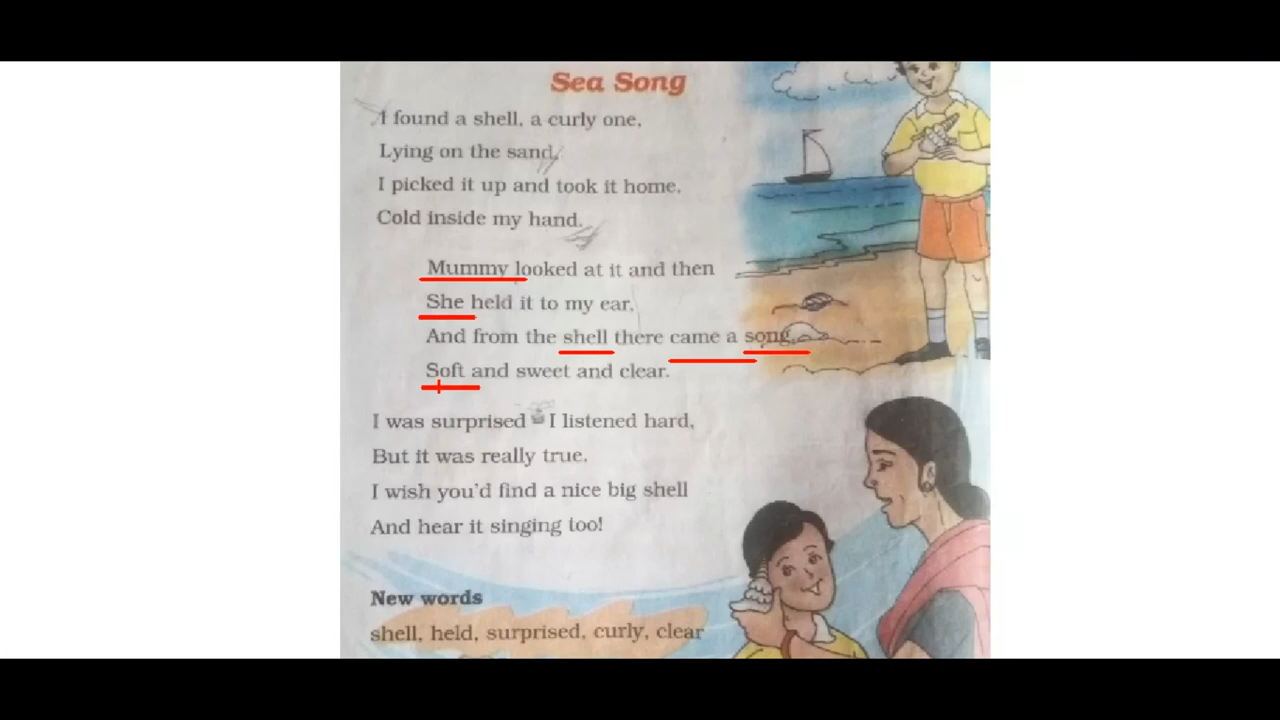 Sea Song
I found a shell, a curly one,
Lying on the sand,
I picked it up and took it home,
Cold inside my hand.
Mummy looked at it and then
She held it to my ear,
And from the shell there came a song,
Soft and sweet and clear.
I was surprised I listened hard,
But it was really true.
I wish you'd find a nice big shell
And hear it singing too!
New words
shell, held, surprised, curly, clear